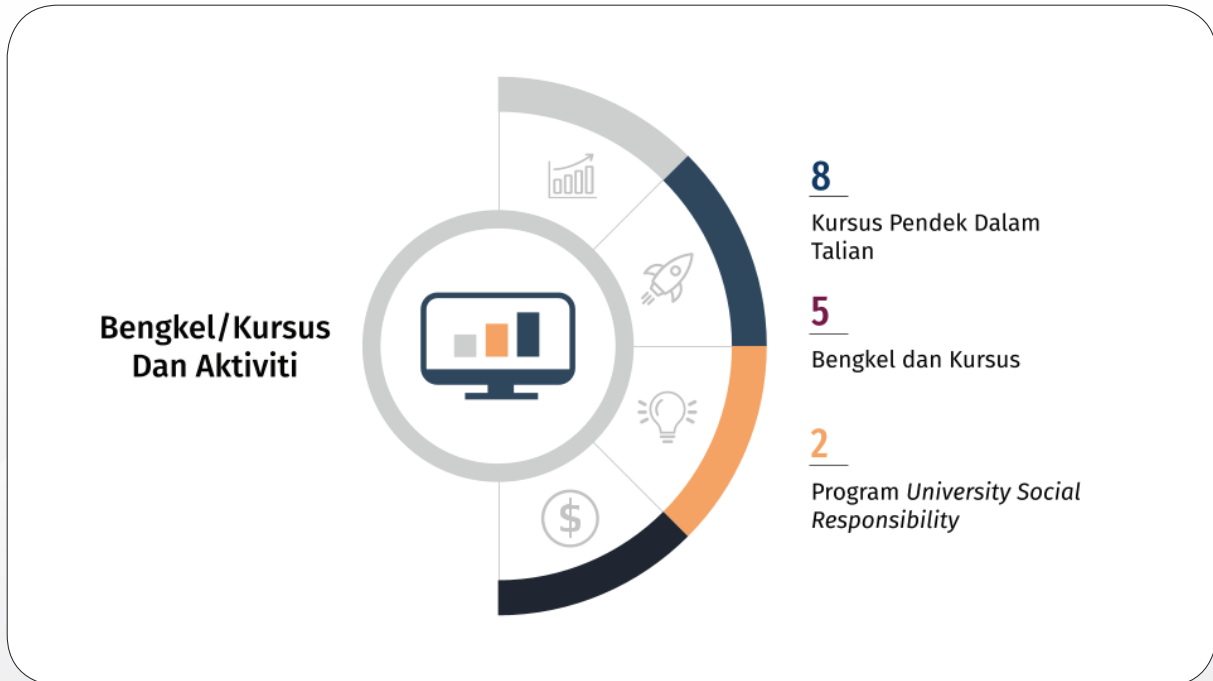 Bengkel/Kursus
Dan Aktiviti
8
Kursus Pendek Dalam
Talian
5
Bengkel dan Kursus
2
Program University Social
Responsibility
$